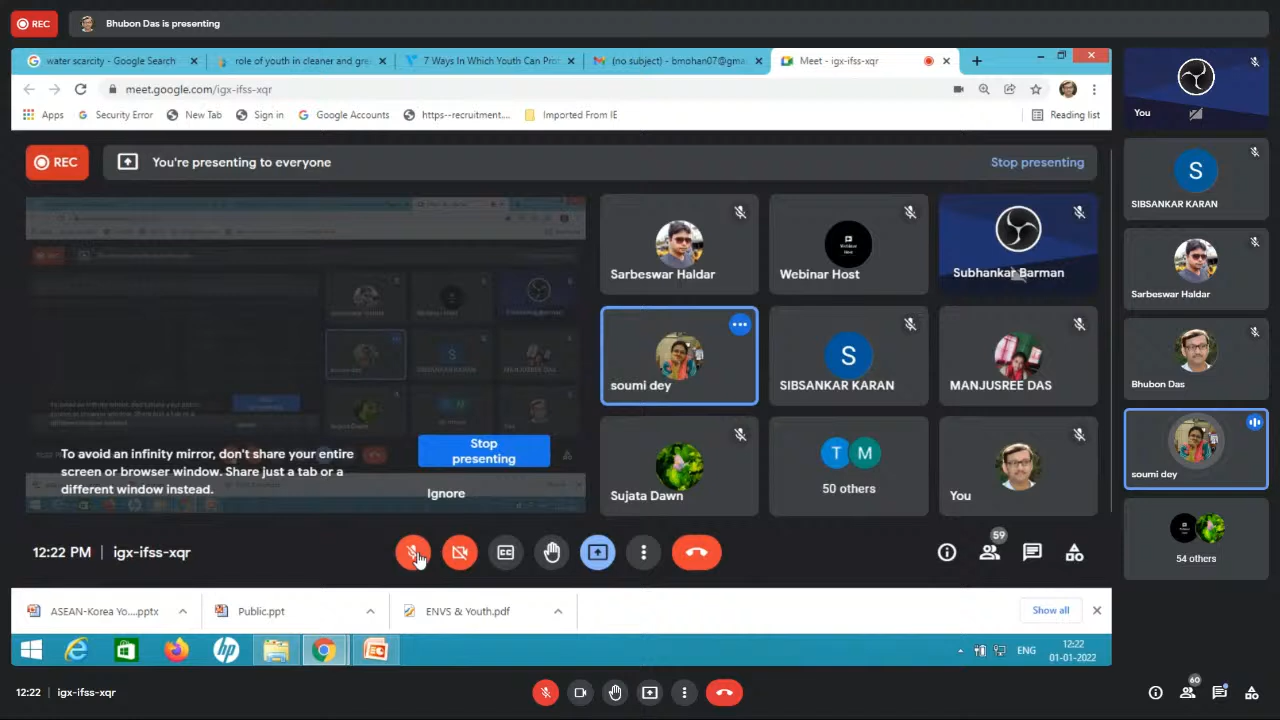 REC
Bhubon Das is presenting
water scarcity - Google Search
role of youth in cleaner and gre
7 Ways In Which Youth Can Pro
(no subject) - bmohan07@gma
Meet - igx-ifss-xqr
meet.google.com/igx-ifss-xqr
Apps
Security Error
New Tab
Sign in
Google Accounts
https--recruitment....
Imported From IE
Reading list
REC
You're presenting to everyone
Stop presenting
Sarbeswar Haldar
Webinar Host
Subhankar Barman
soumi dey
S
SIBSANKAR KARAN
MANJUSREE DAS
Sujata Dawn
T M
50 others
You
To avoid an infinity mirror, don't share your entire
screen or browser window. Share just a tab or a
different window instead.
Stop
presenting
Ignore
12:22 PM | igx-ifss-xqr
CC
59
ASEAN-Korea Yo....pptx
Public.ppt
ENVS & Youth.pdf
Show all
hp
ENG
12:22
01-01-2022
You
S
SIBSANKAR KARAN
Sarbeswar Haldar
Bhubon Das
soumi dey
54 others
12:22 | igx-ifss-xqr
60